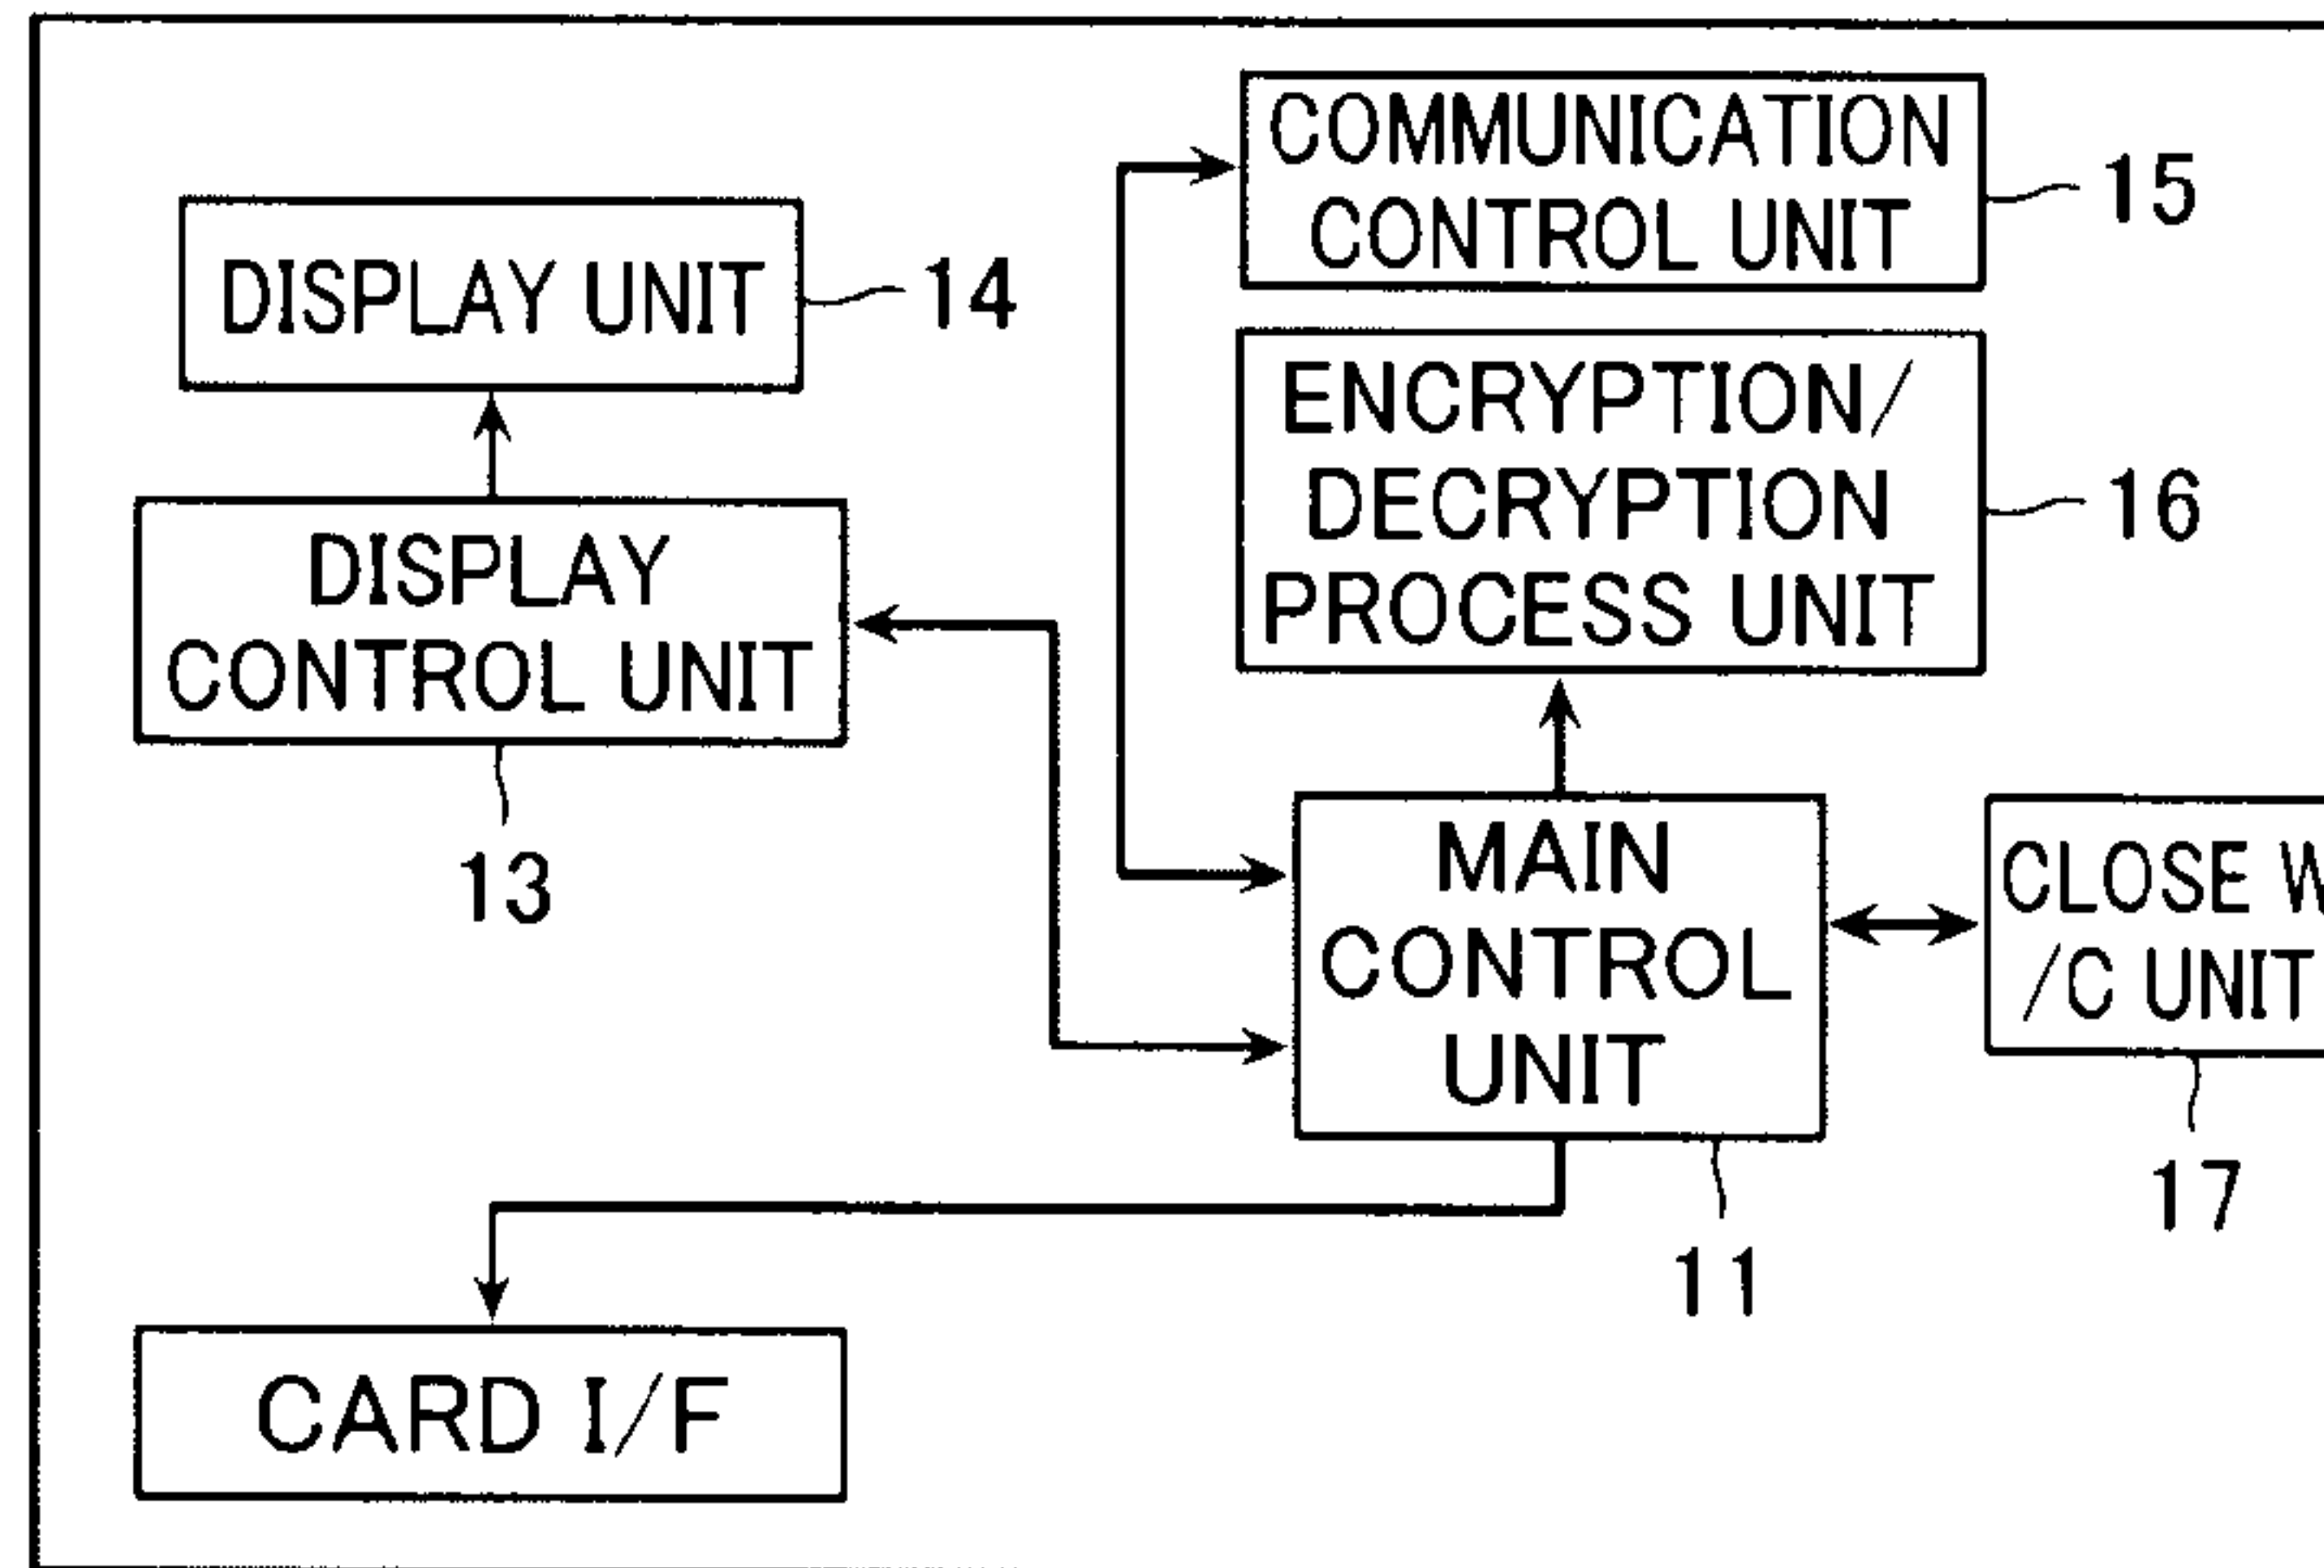 COMMUNICATION
CONTROL UNIT
15
DISPLAY UNIT
14
ENCRYPTION/
DECRYPTION
PROCESS UNIT
16
DISPLAY
CONTROL UNIT
13
MAIN
CONTROL
UNIT
11
CLOSE W
/C UNIT
17
CARD I/F